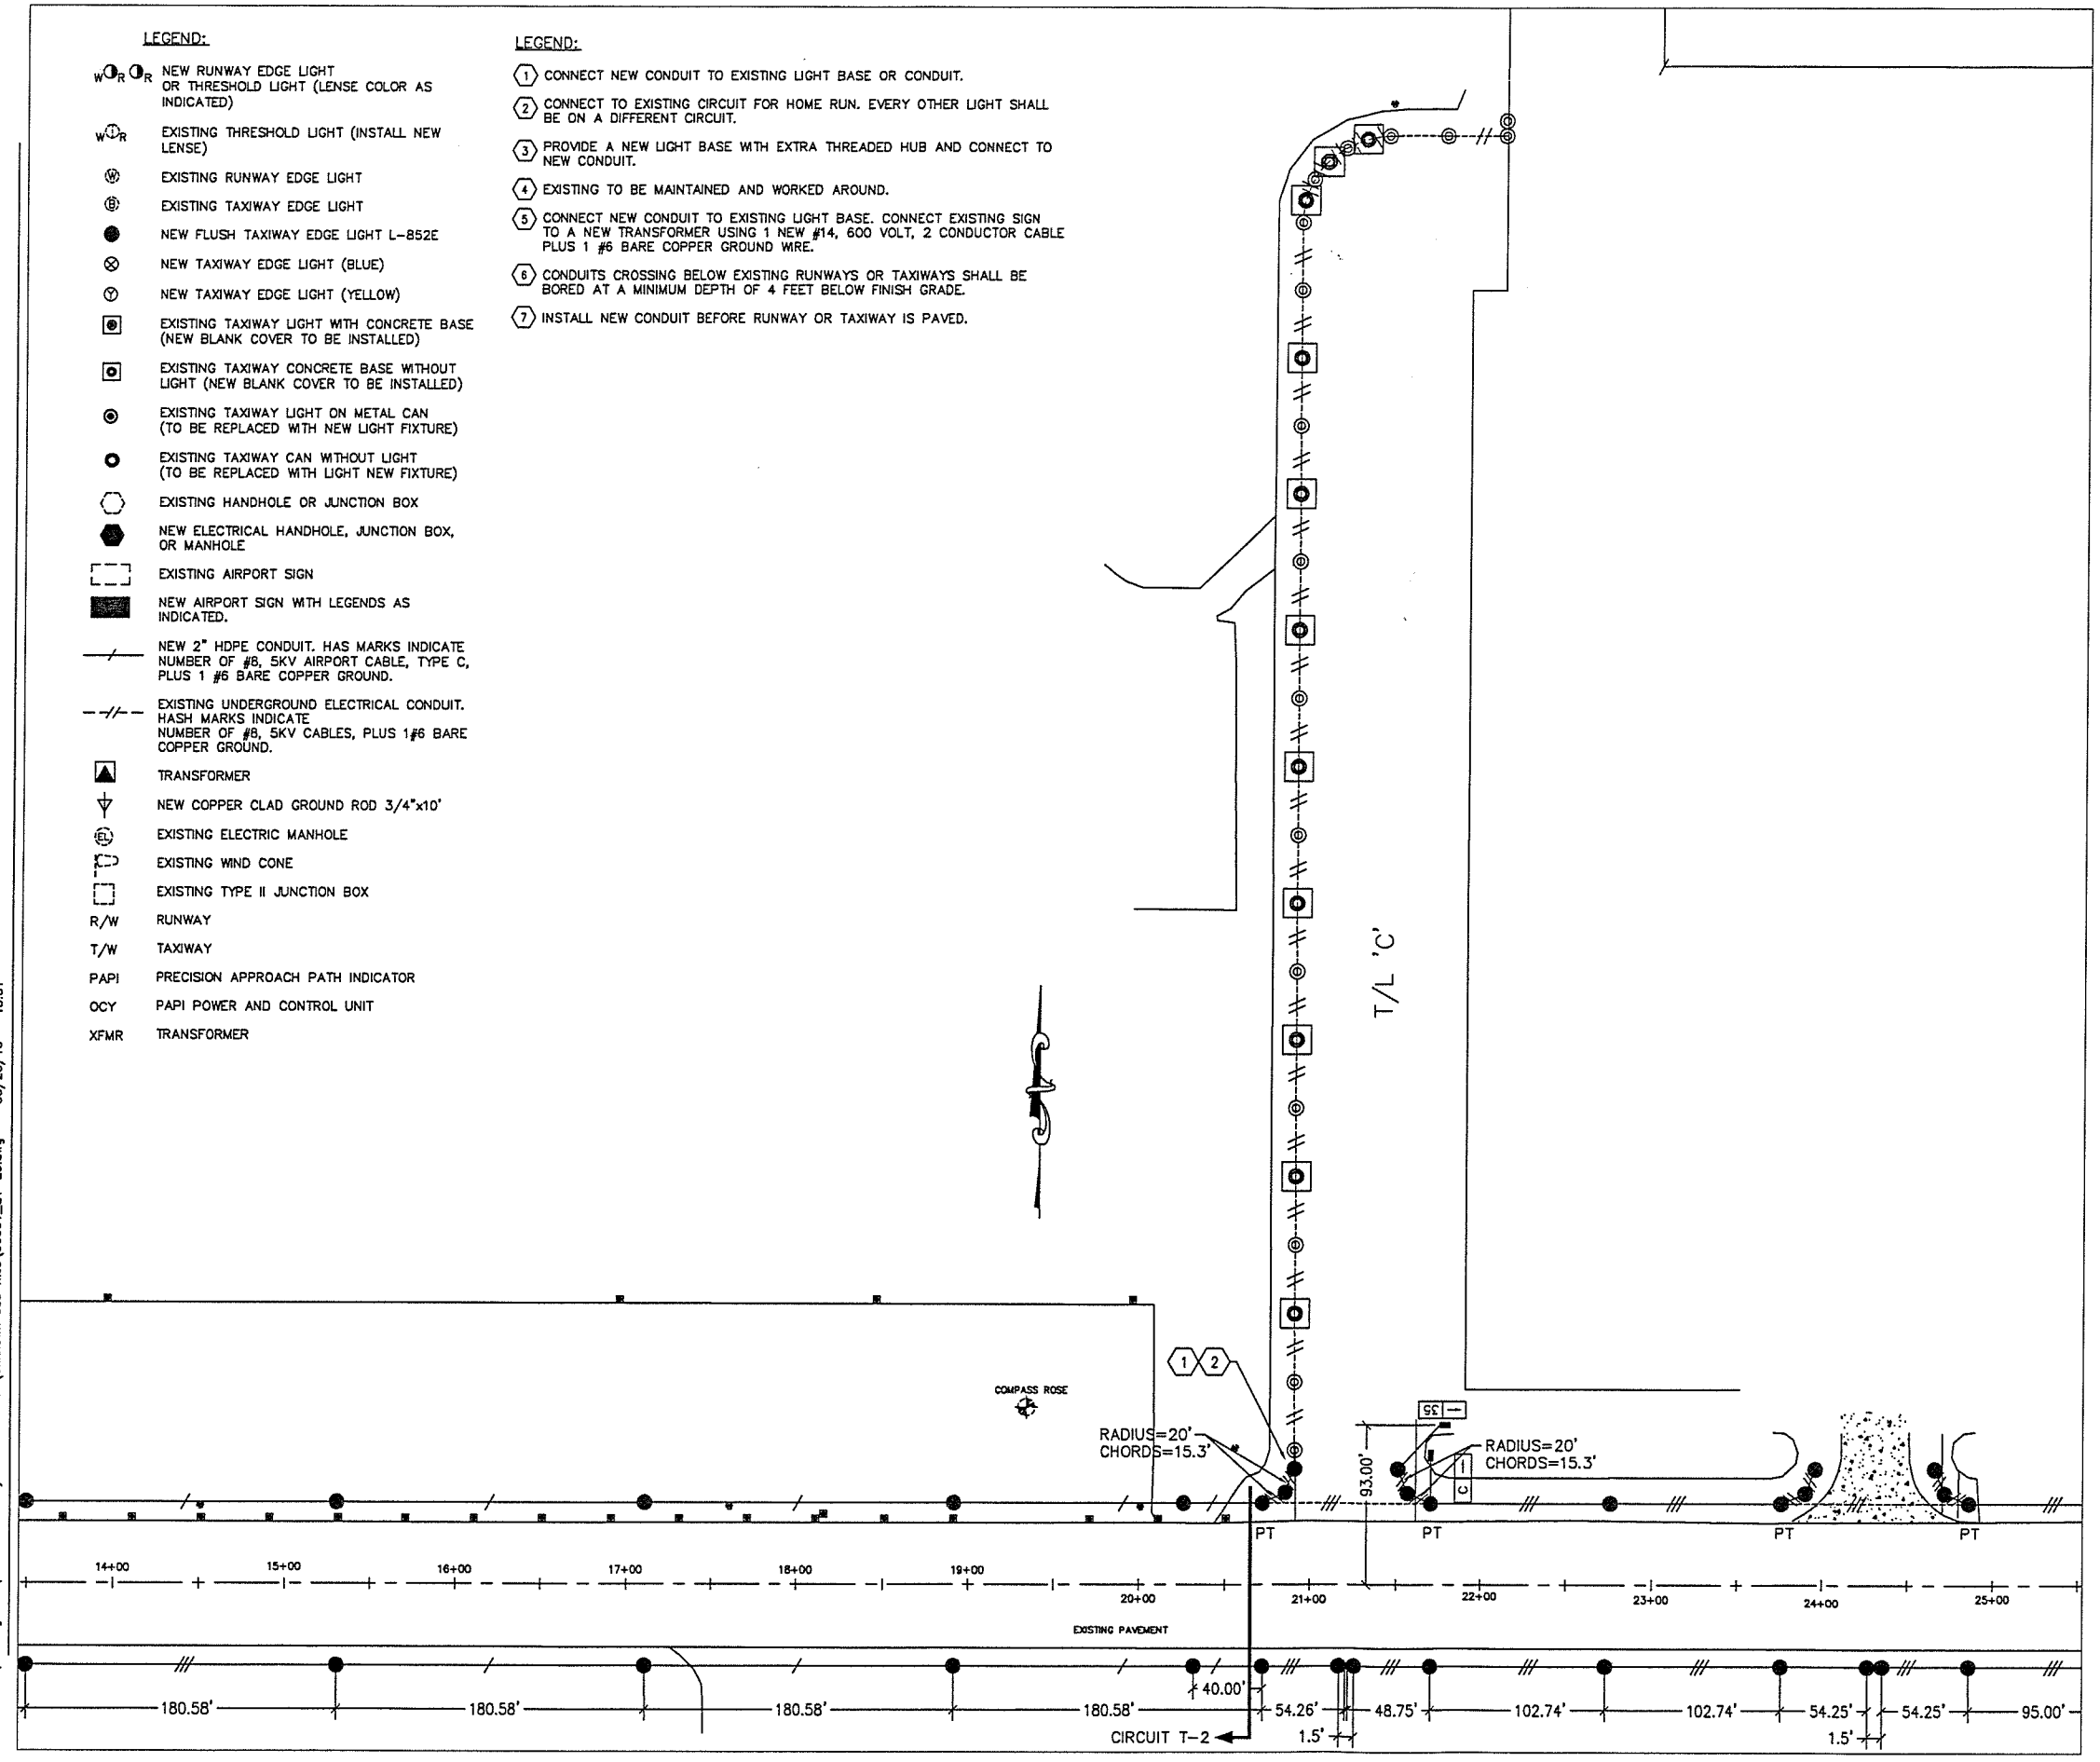 LEGEND:
W R R NEW RUNWAY EDGE LIGHT
OR THRESHOLD LIGHT (LENSE COLOR AS
INDICATED)
W R EXISTING THRESHOLD LIGHT (INSTALL NEW
LENSE)
W EXISTING RUNWAY EDGE LIGHT
B EXISTING TAXIWAY EDGE LIGHT
NEW FLUSH TAXIWAY EDGE LIGHT L-852E
NEW TAXIWAY EDGE LIGHT (BLUE)
Y NEW TAXIWAY EDGE LIGHT (YELLOW)
EXISTING TAXIWAY LIGHT WITH CONCRETE BASE
(NEW BLANK COVER TO BE INSTALLED)
EXISTING TAXIWAY CONCRETE BASE WITHOUT
LIGHT (NEW BLANK COVER TO BE INSTALLED)
EXISTING TAXIWAY LIGHT ON METAL CAN
(TO BE REPLACED WITH NEW LIGHT FIXTURE)
EXISTING TAXIWAY CAN WITHOUT LIGHT
(TO BE REPLACED WITH LIGHT NEW FIXTURE)
EXISTING HANDHOLE OR JUNCTION BOX
NEW ELECTRICAL HANDHOLE, JUNCTION BOX,
OR MANHOLE
EXISTING AIRPORT SIGN
NEW AIRPORT SIGN WITH LEGENDS AS
INDICATED.
NEW 2" HDPE CONDUIT. HAS MARKS INDICATE
NUMBER OF #8, 5KV AIRPORT CABLE, TYPE C,
PLUS 1 #6 BARE COPPER GROUND.
EXISTING UNDERGROUND ELECTRICAL CONDUIT.
HASH MARKS INDICATE
NUMBER OF #8, 5KV CABLES, PLUS 1#6 BARE
COPPER GROUND.
TRANSFORMER
NEW COPPER CLAD GROUND ROD 3/4"x10'
EL EXISTING ELECTRIC MANHOLE
EXISTING WIND CONE
EXISTING TYPE II JUNCTION BOX
R/W RUNWAY
T/W TAXIWAY
PAPI PRECISION APPROACH PATH INDICATOR
OCY PAPI POWER AND CONTROL UNIT
XFMR TRANSFORMER
LEGEND:
1 CONNECT NEW CONDUIT TO EXISTING LIGHT BASE OR CONDUIT.
2 CONNECT TO EXISTING CIRCUIT FOR HOME RUN. EVERY OTHER LIGHT SHALL
BE ON A DIFFERENT CIRCUIT.
3 PROVIDE A NEW LIGHT BASE WITH EXTRA THREADED HUB AND CONNECT TO
NEW CONDUIT.
4 EXISTING TO BE MAINTAINED AND WORKED AROUND.
5 CONNECT NEW CONDUIT TO EXISTING LIGHT BASE. CONNECT EXISTING SIGN
TO A NEW TRANSFORMER USING 1 NEW #14, 600 VOLT, 2 CONDUCTOR CABLE
PLUS 1 #6 BARE COPPER GROUND WIRE.
6 CONDUITS CROSSING BELOW EXISTING RUNWAYS OR TAXIWAYS SHALL BE
BORED AT A MINIMUM DEPTH OF 4 FEET BELOW FINISH GRADE.
7 INSTALL NEW CONDUIT BEFORE RUNWAY OR TAXIWAY IS PAVED.
T/L 'C'
1 2
COMPASS ROSE
RADIUS=20'
CHORDS=15.3'
35
93.00'
RADIUS=20'
CHORDS=15.3'
C
PT PT PT PT
14+00 15+00 16+00 17+00 18+00 19+00 20+00 21+00 22+00 23+00 24+00 25+00
EXISTING PAVEMENT
40.00'
180.58' 180.58' 180.58' 180.58' 54.26' 48.75' 102.74' 102.74' 54.25' 54.25' 95.00'
CIRCUIT T-2 1.5' 1.5'